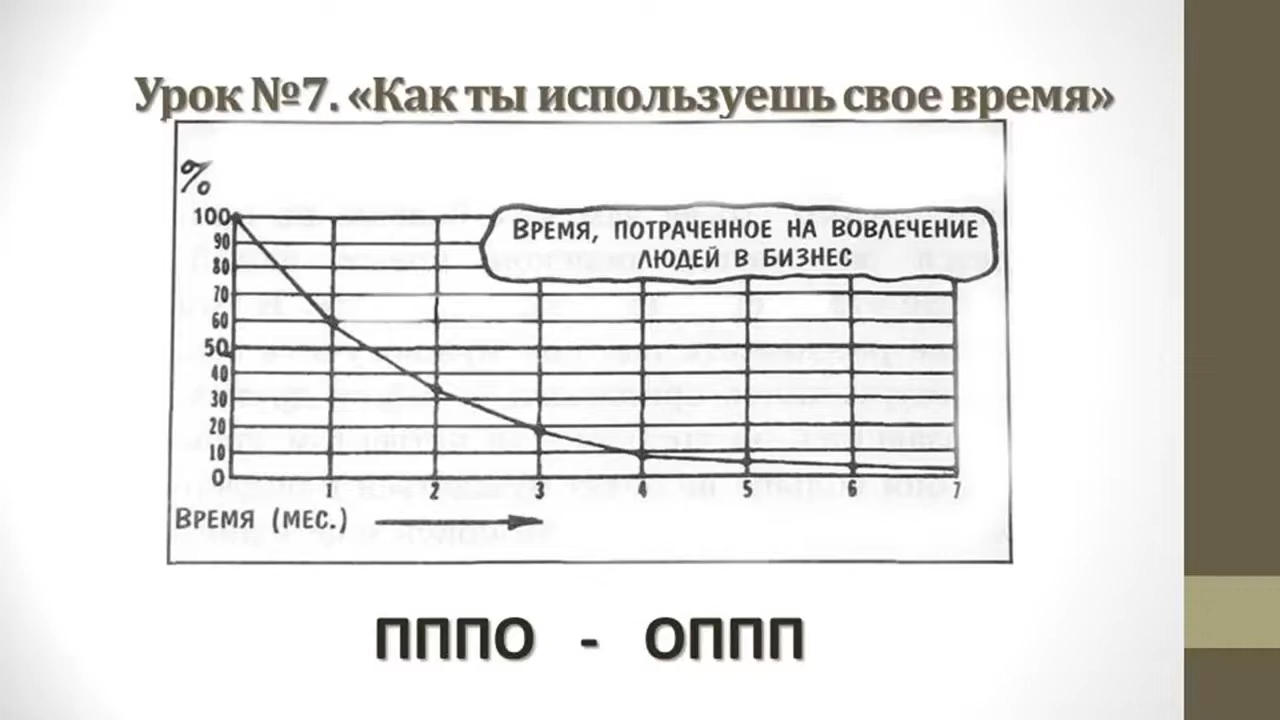 Урок №7. «Как ты используешь свое время»
%
100
90
80
70
60
50
40
30
20
10
0
ВРЕМЯ, ПОТРАЧЕННОЕ НА ВОВЛЕЧЕНИЕ
ЛЮДЕЙ В БИЗНЕС
1 2 3 4 5 6 7
ВРЕМЯ (МЕС.)
ПППО - ОППП